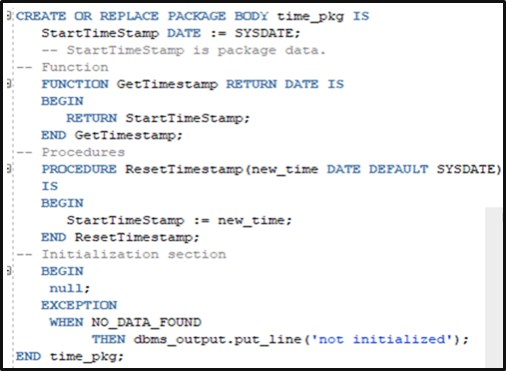 CREATE OR REPLACE PACKAGE BODY time_pkg IS
StartTimeStamp DATE := SYSDATE;
-- StartTimeStamp is package data.
-- Function
FUNCTION GetTimestamp RETURN DATE IS
BEGIN
RETURN StartTimeStamp;
END GetTimestamp;
-- Procedures
PROCEDURE ResetTimestamp(new_time DATE DEFAULT SYSDATE)
IS
BEGIN
StartTimeStamp := new_time;
END ResetTimestamp;
-- Initialization section
BEGIN
null;
EXCEPTION
WHEN NO_DATA_FOUND
THEN dbms_output.put_line('not initialized');
END time_pkg;